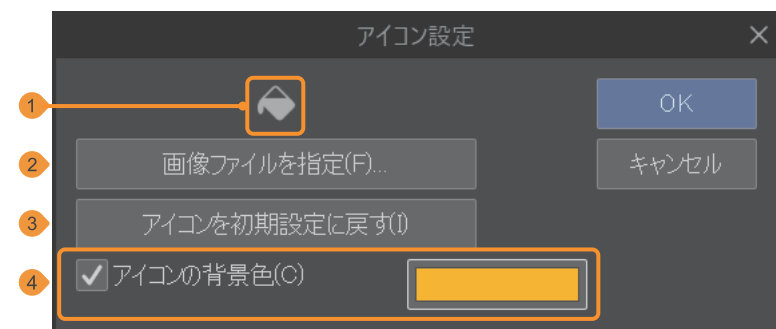 アイコン設定
1
OK
2
画像ファイルを指定(F)...
キャンセル
3
アイコンを初期設定に戻す(I)
4
アイコンの背景色(C)